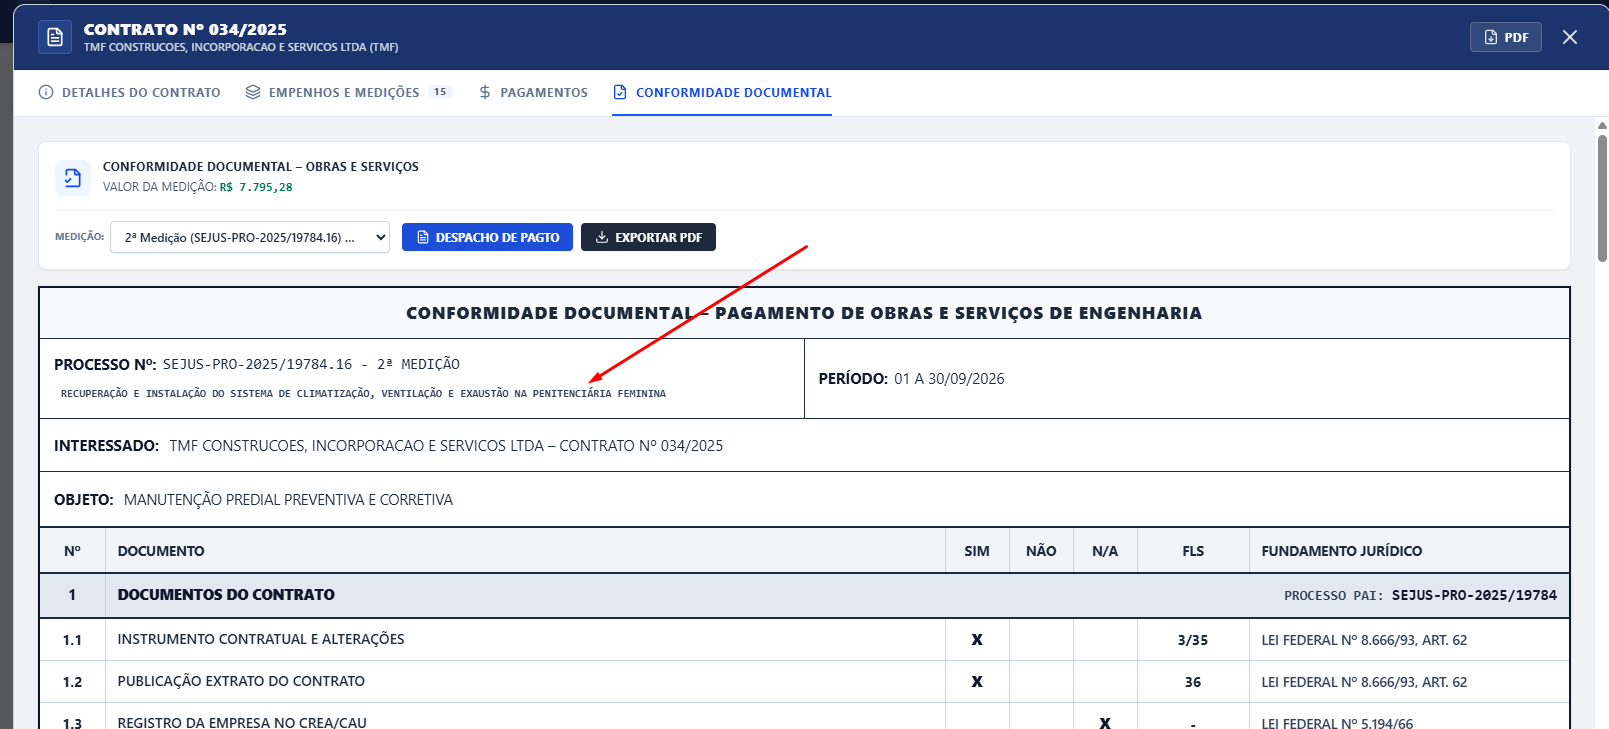 CONTRATO Nº 034/2025
TMF CONSTRUCOES, INCORPORACAO E SERVICOS LTDA (TMF)
PDF
DETALHES DO CONTRATO
EMPENHOS E MEDIÇÕES 15
PAGAMENTOS
CONFORMIDADE DOCUMENTAL
CONFORMIDADE DOCUMENTAL – OBRAS E SERVIÇOS
VALOR DA MEDIÇÃO: R$ 7.795,28
MEDIÇÃO: 2ª Medição (SEJUS-PRO-2025/19784.16) ...
DESPACHO DE PAGTO
EXPORTAR PDF
CONFORMIDADE DOCUMENTAL – PAGAMENTO DE OBRAS E SERVIÇOS DE ENGENHARIA
PROCESSO Nº: SEJUS-PRO-2025/19784.16 - 2ª MEDIÇÃO
RECUPERAÇÃO E INSTALAÇÃO DO SISTEMA DE CLIMATIZAÇÃO, VENTILAÇÃO E EXAUSTÃO NA PENITENCIÁRIA FEMININA
PERÍODO: 01 A 30/09/2026
INTERESSADO: TMF CONSTRUCOES, INCORPORACAO E SERVICOS LTDA – CONTRATO Nº 034/2025
OBJETO: MANUTENÇÃO PREDIAL PREVENTIVA E CORRETIVA
Nº DOCUMENTO SIM NÃO N/A FLS FUNDAMENTO JURÍDICO
1 DOCUMENTOS DO CONTRATO PROCESSO PAI: SEJUS-PRO-2025/19784
1.1 INSTRUMENTO CONTRATUAL E ALTERAÇÕES X 3/35 LEI FEDERAL Nº 8.666/93, ART. 62
1.2 PUBLICAÇÃO EXTRATO DO CONTRATO X 36 LEI FEDERAL Nº 8.666/93, ART. 62
1.3 REGISTRO DA EMPRESA NO CREA/CAU X - LEI FEDERAL Nº 5.194/66